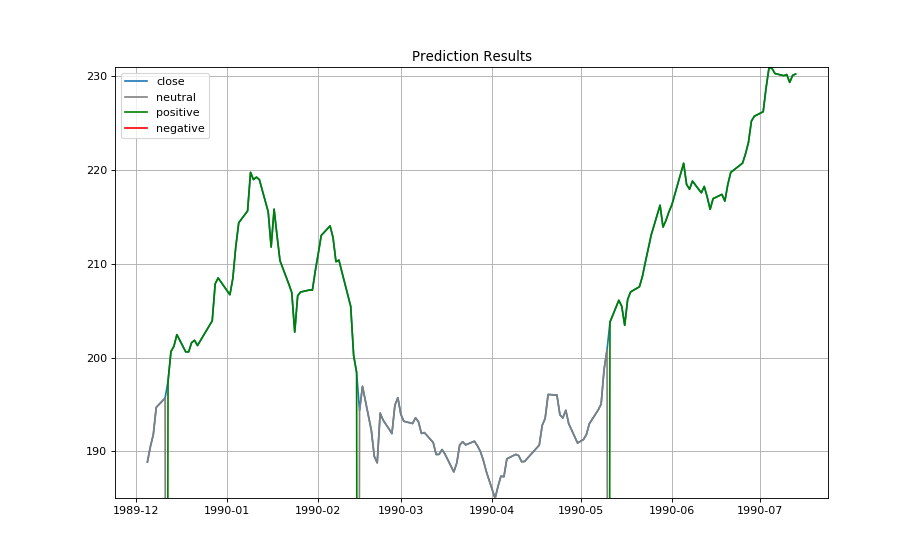 Prediction Results
230
220
210
200
190
close
neutral
positive
negative
1989-12
1990-01
1990-02
1990-03
1990-04
1990-05
1990-06
1990-07